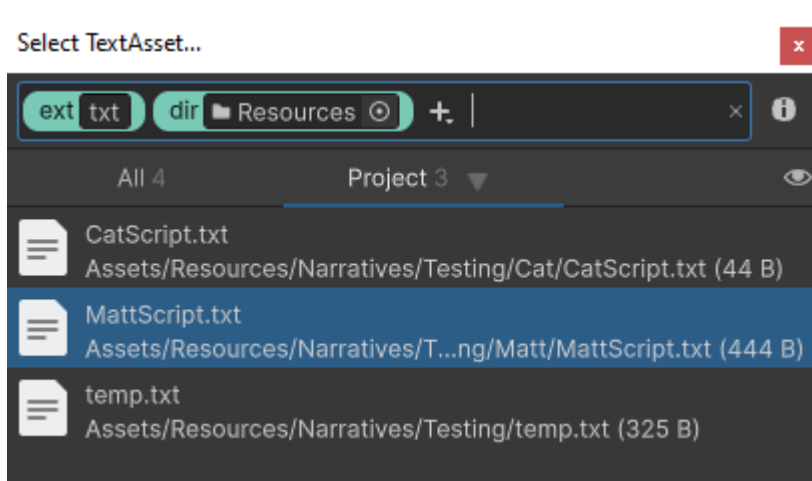 Select TextAsset...
x
ext txt dir Resources +
All 4 Project 3
CatScript.txt
Assets/Resources/Narratives/Testing/Cat/CatScript.txt (44 B)
MattScript.txt
Assets/Resources/Narratives/T...ng/Matt/MattScript.txt (444 B)
temp.txt
Assets/Resources/Narratives/Testing/temp.txt (325 B)